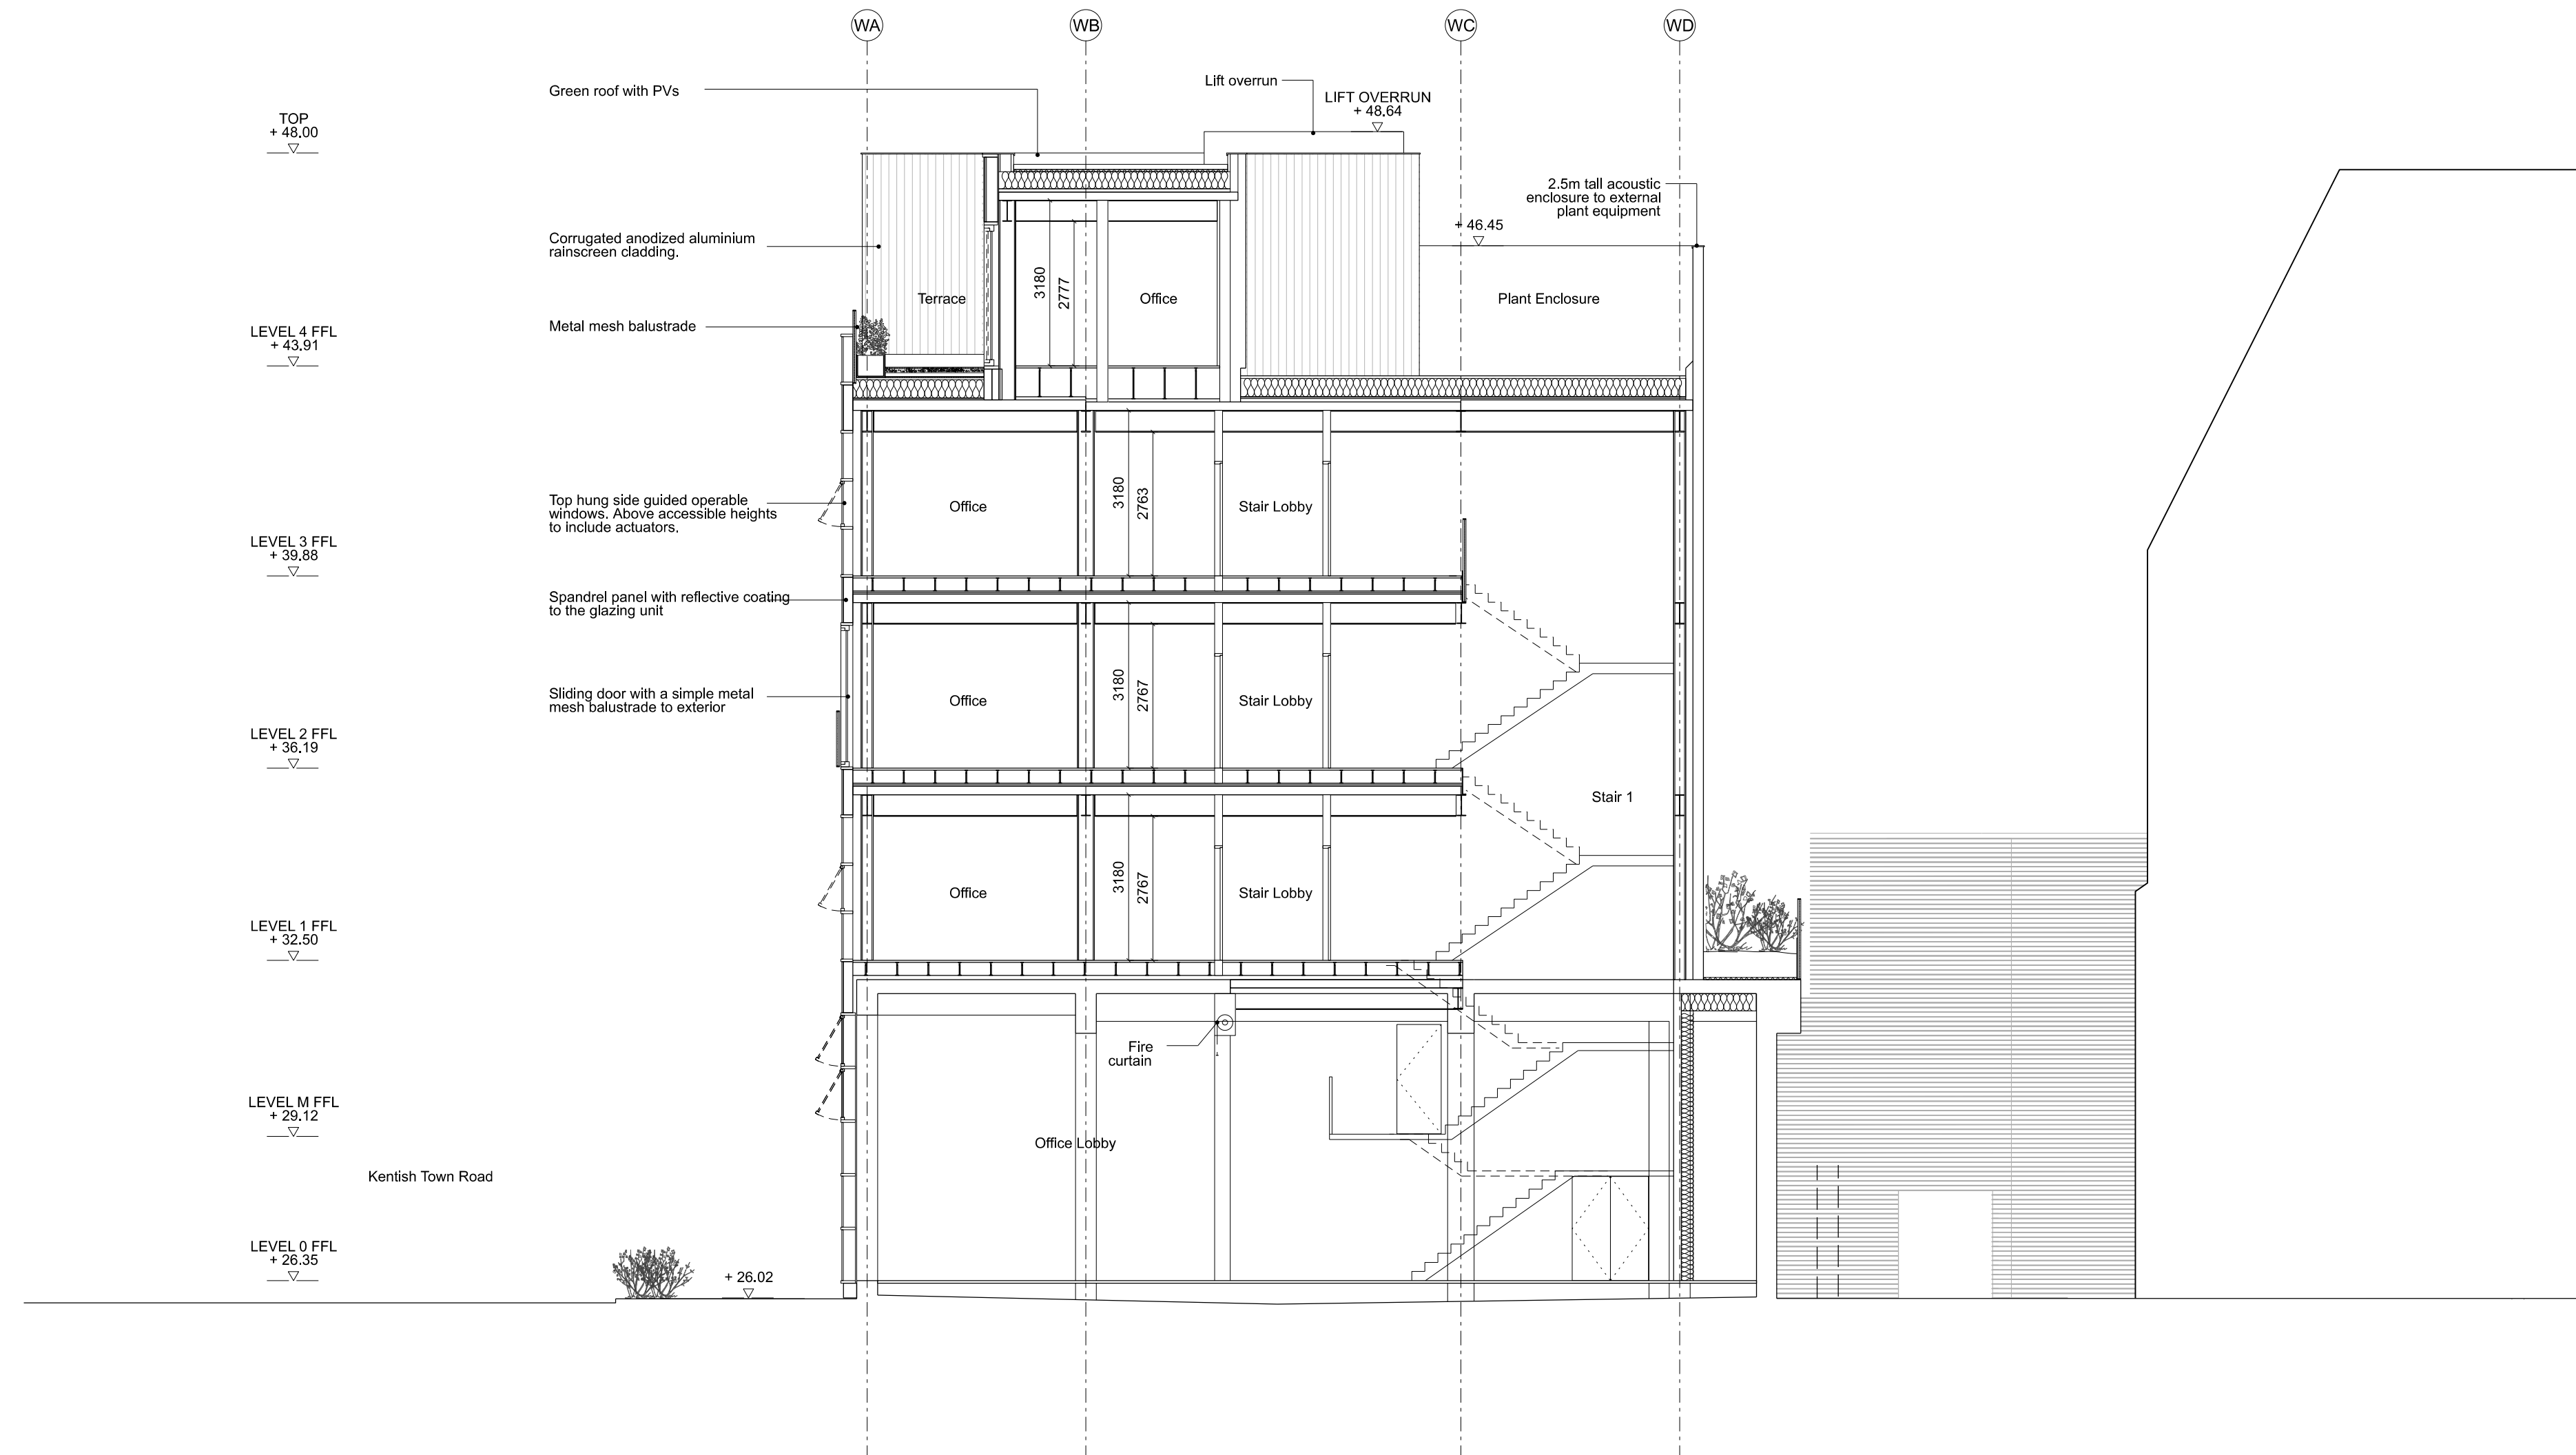 WA
WB
WC
WD
Green roof with PVs
Lift overrun
LIFT OVERRUN
+ 48.64
TOP
+ 48.00
2.5m tall acoustic
enclosure to external
plant equipment
+ 46.45
Corrugated anodized aluminium
rainscreen cladding.
3180
2777
Terrace
Office
Plant Enclosure
Metal mesh balustrade
LEVEL 4 FFL
+ 43.91
Top hung side guided operable
windows. Above accessible heights
to include actuators.
Office
3180
2763
Stair Lobby
LEVEL 3 FFL
+ 39.88
Spandrel panel with reflective coating
to the glazing unit
Sliding door with a simple metal
mesh balustrade to exterior
Office
3180
2767
Stair Lobby
LEVEL 2 FFL
+ 36.19
Stair 1
Office
3180
2767
Stair Lobby
LEVEL 1 FFL
+ 32.50
Fire
curtain
LEVEL M FFL
+ 29.12
Office Lobby
Kentish Town Road
LEVEL 0 FFL
+ 26.35
+ 26.02